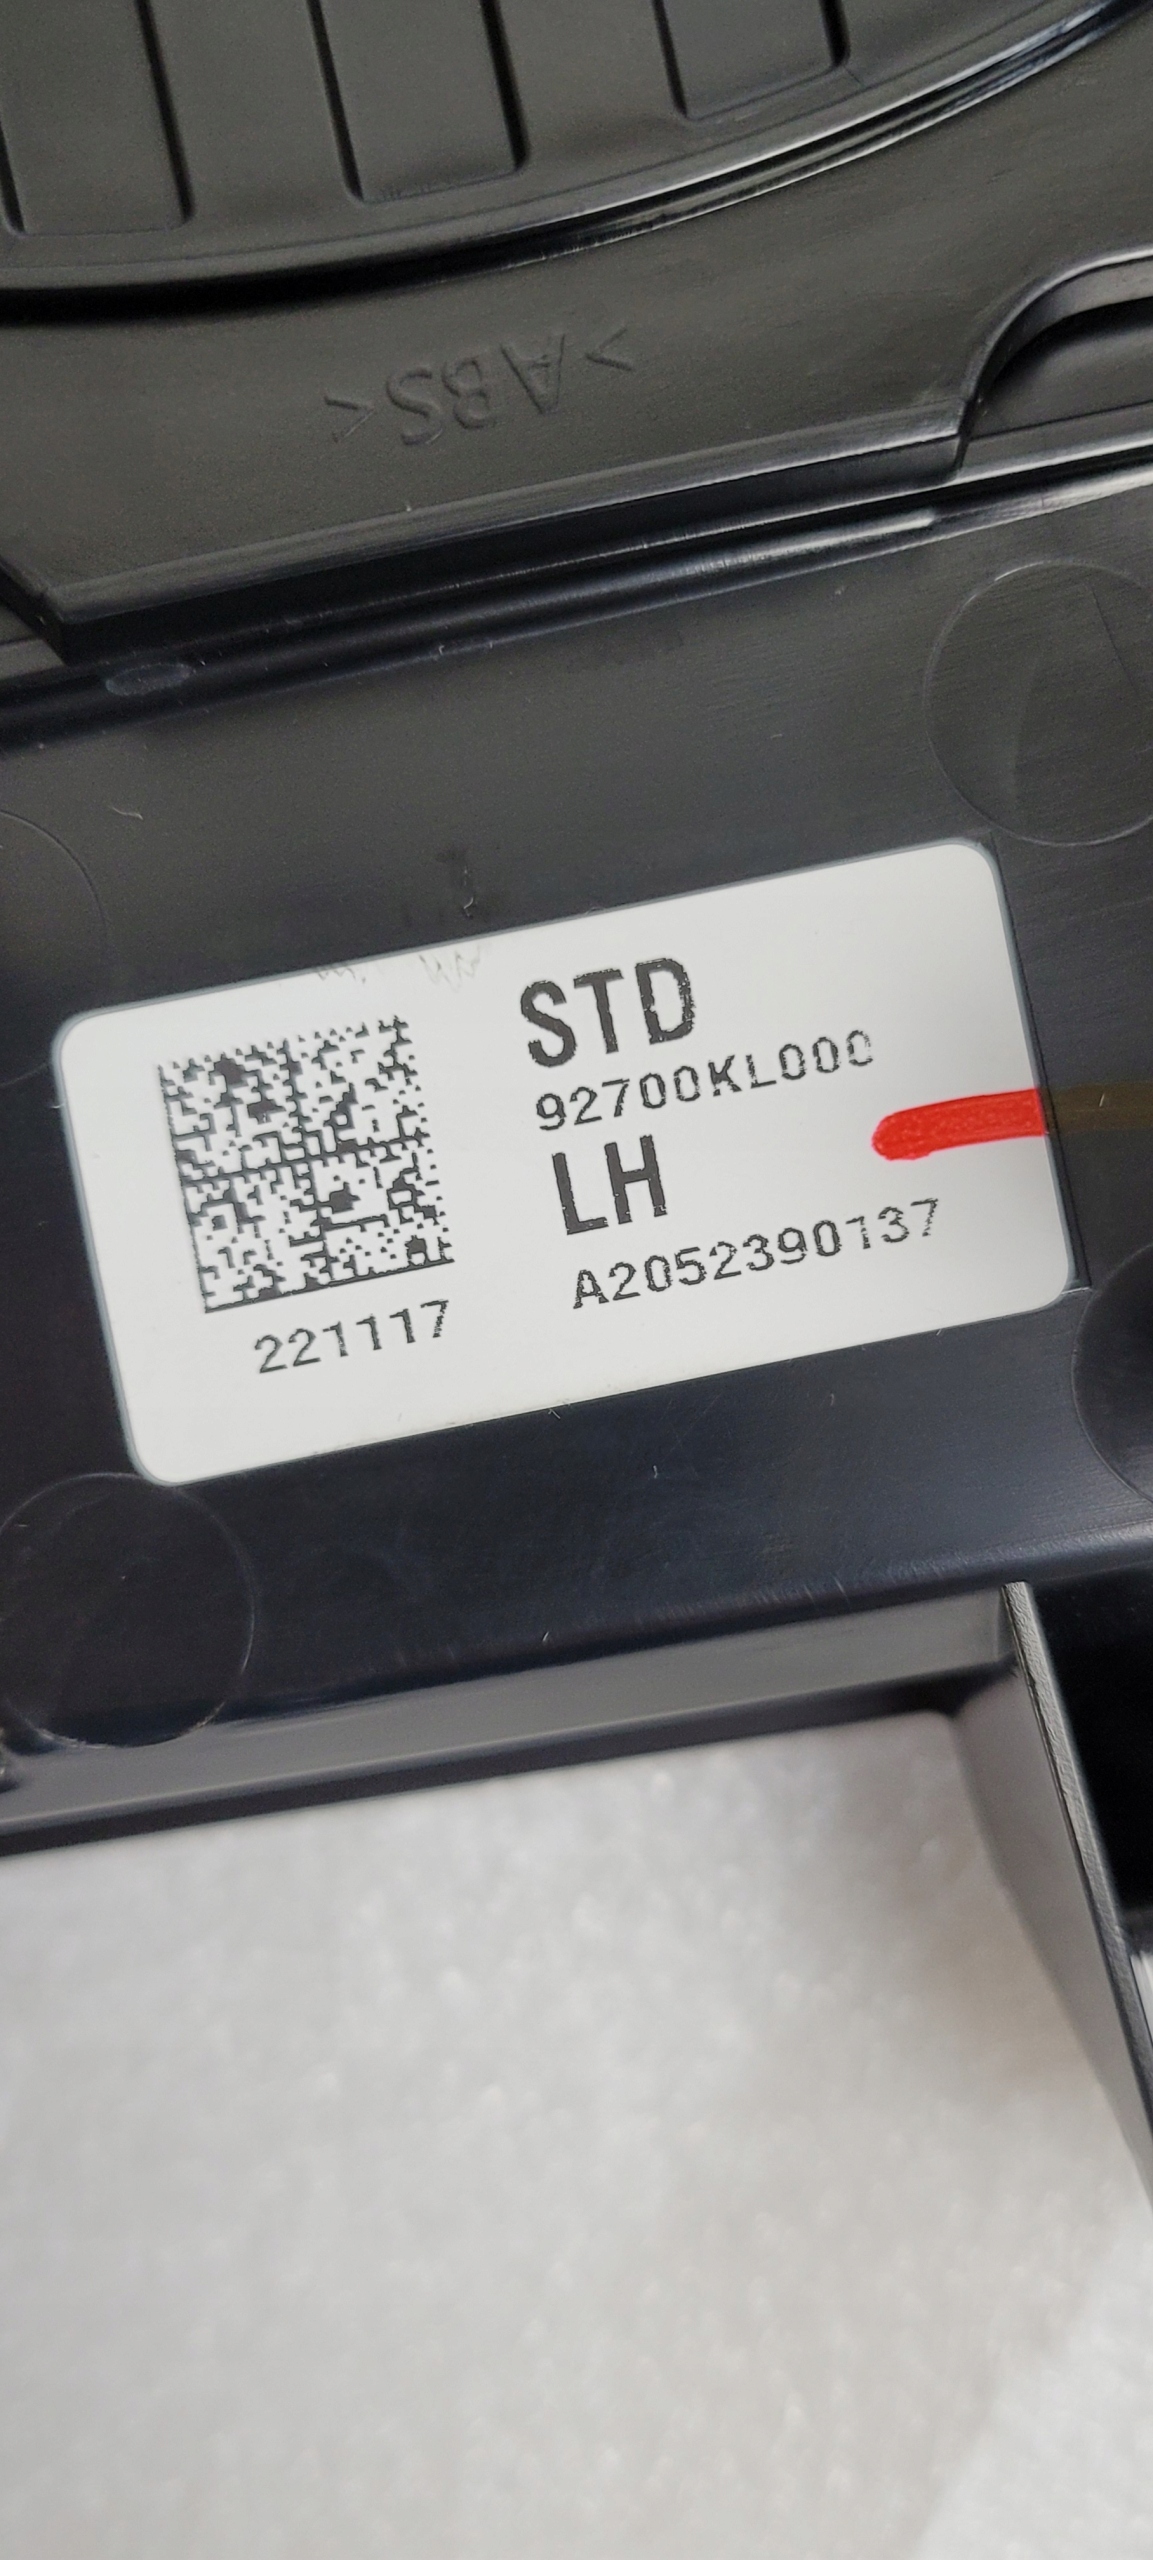 >ABS<
STD
92700KL000
LH
A2052390137
221117